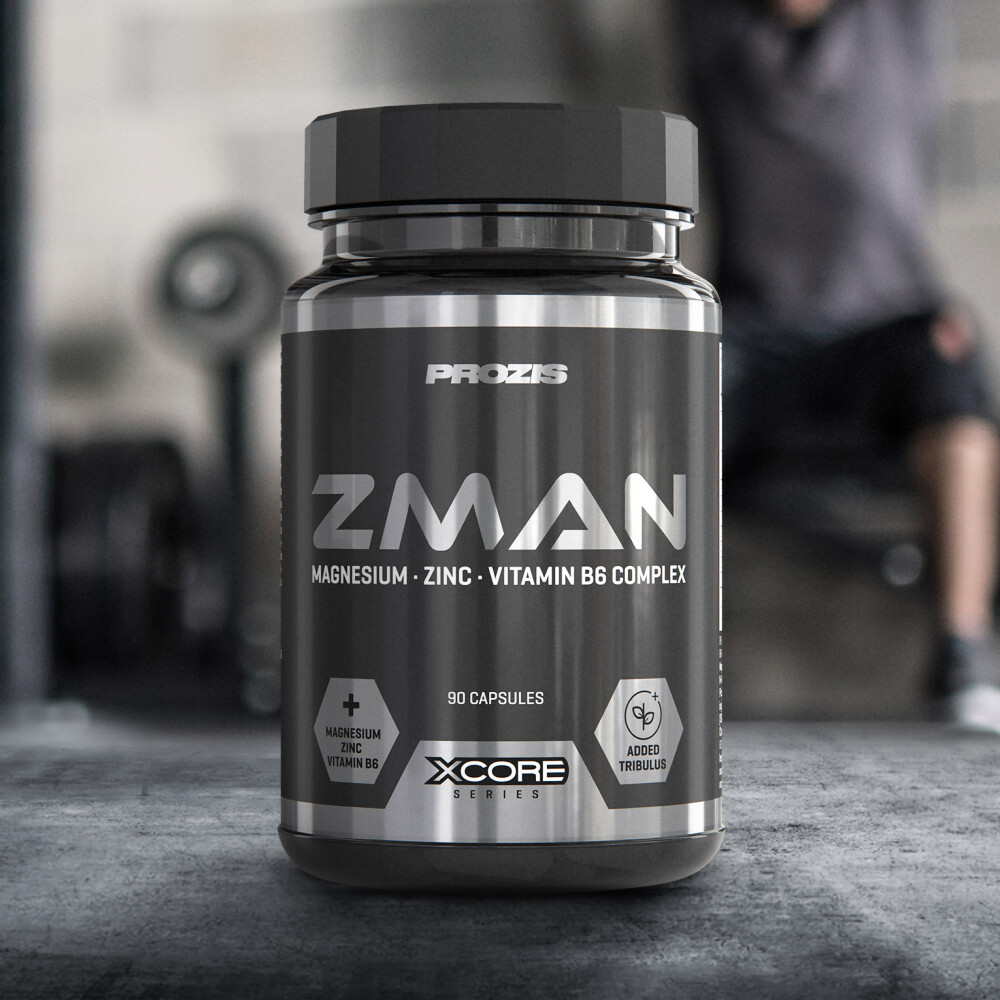 PROZIS
ZMAN
MAGNESIUM · ZINC · VITAMIN B6 COMPLEX
90 CAPSULES
MAGNESIUM
ZINC
VITAMIN B6
ADDED
TRIBULUS
XCORE
SERIES